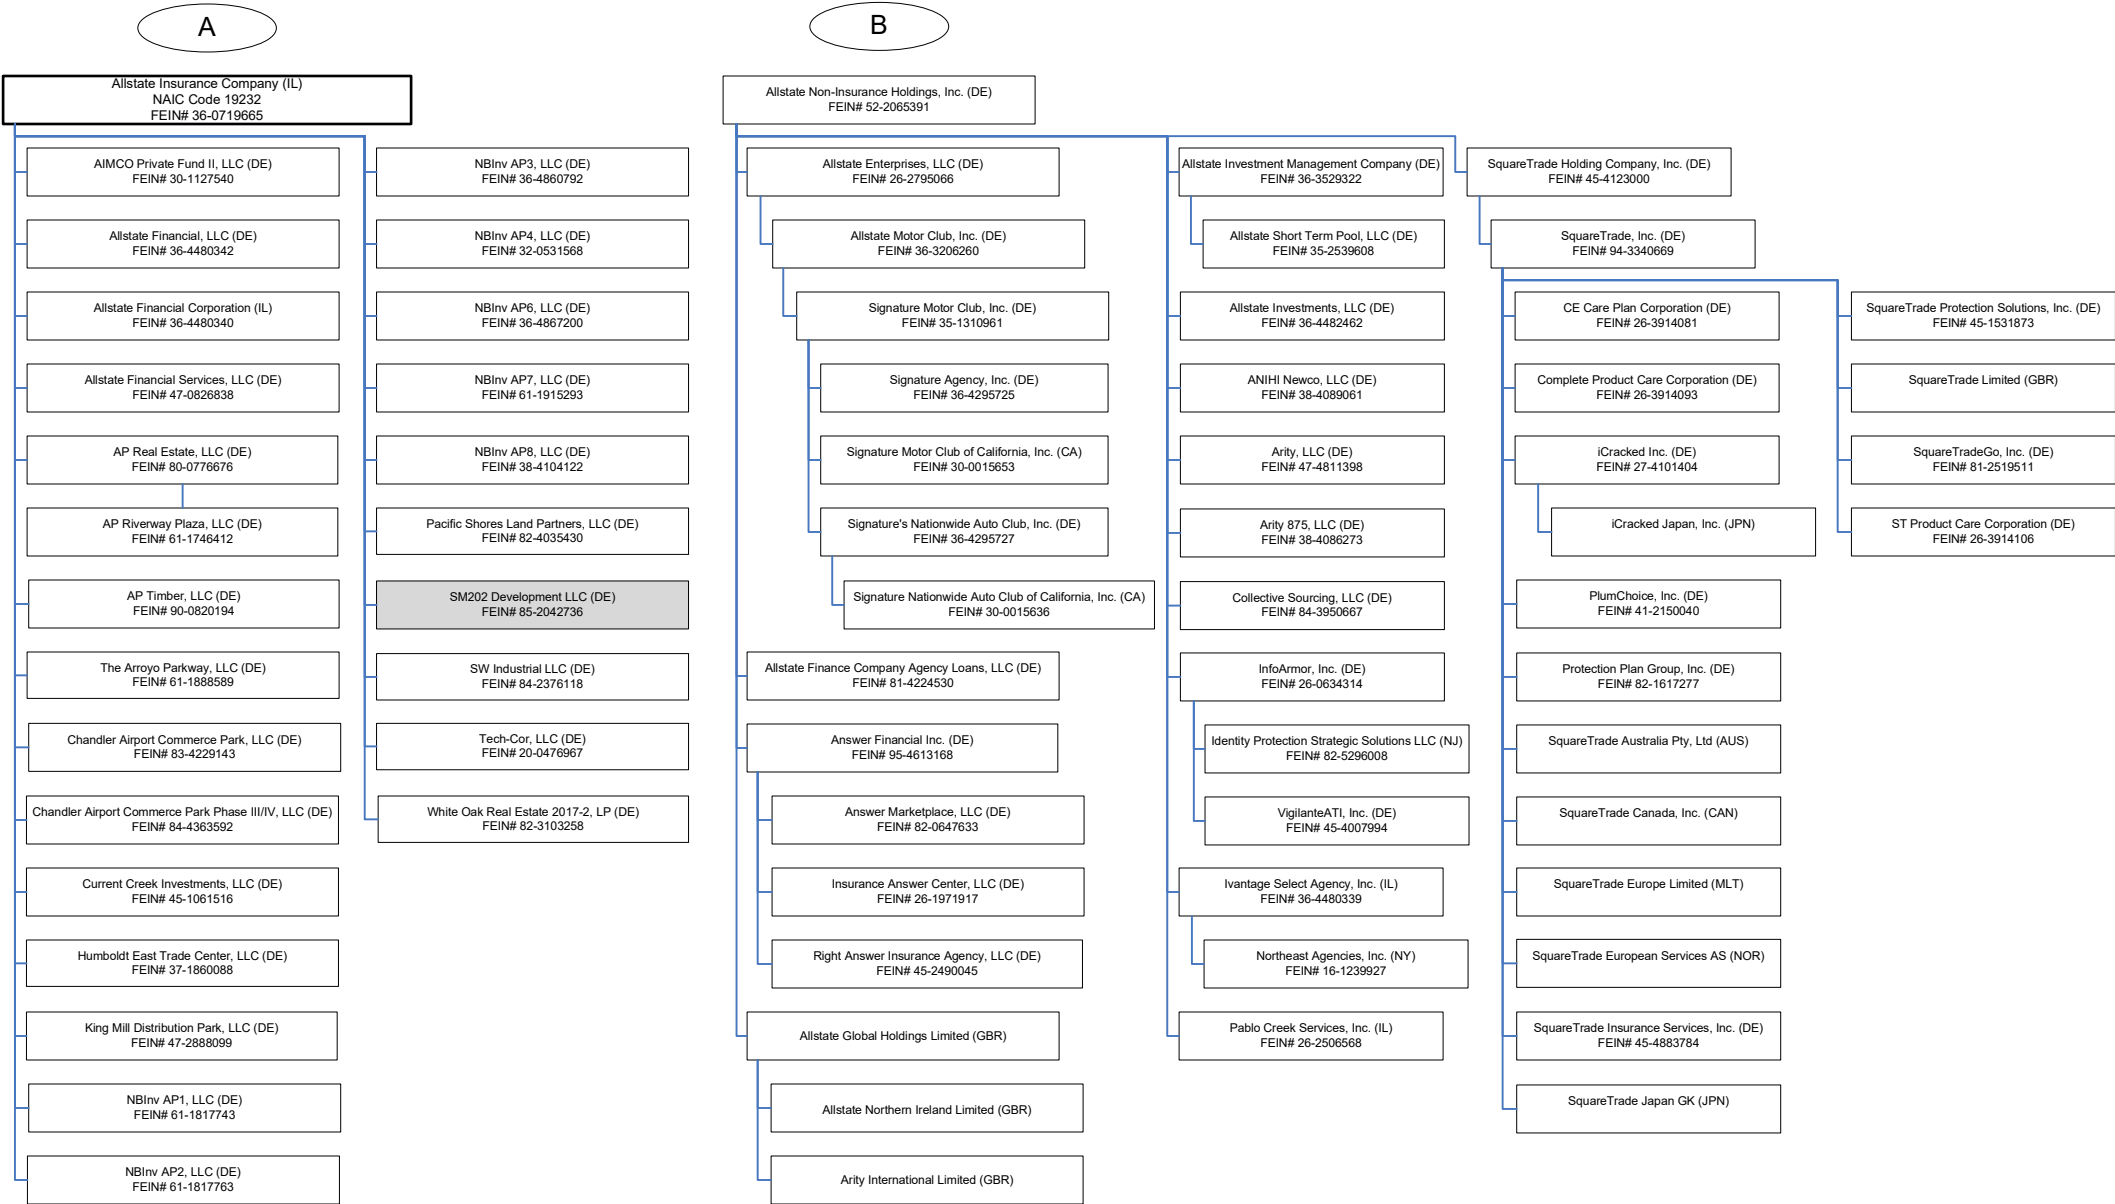 A
Allstate Insurance Company (IL)
NAIC Code 19232
FEIN# 36-0719665
AIMCO Private Fund II, LLC (DE)
FEIN# 30-1127540
Allstate Financial, LLC (DE)
FEIN# 36-4480342
Allstate Financial Corporation (IL)
FEIN# 36-4480340
Allstate Financial Services, LLC (DE)
FEIN# 47-0826838
AP Real Estate, LLC (DE)
FEIN# 80-0776676
AP Riverway Plaza, LLC (DE)
FEIN# 61-1746412
AP Timber, LLC (DE)
FEIN# 90-0820194
The Arroyo Parkway, LLC (DE)
FEIN# 61-1888589
Chandler Airport Commerce Park, LLC (DE)
FEIN# 83-4229143
Chandler Airport Commerce Park Phase III/IV, LLC (DE)
FEIN# 84-4363592
Current Creek Investments, LLC (DE)
FEIN# 45-1061516
Humboldt East Trade Center, LLC (DE)
FEIN# 37-1860088
King Mill Distribution Park, LLC (DE)
FEIN# 47-2888099
NBInv AP1, LLC (DE)
FEIN# 61-1817743
NBInv AP2, LLC (DE)
FEIN# 61-1817763
NBInv AP3, LLC (DE)
FEIN# 36-4860792
NBInv AP4, LLC (DE)
FEIN# 32-0531568
NBInv AP6, LLC (DE)
FEIN# 36-4867200
NBInv AP7, LLC (DE)
FEIN# 61-1915293
NBInv AP8, LLC (DE)
FEIN# 38-4104122
Pacific Shores Land Partners, LLC (DE)
FEIN# 82-4035430
SM202 Development LLC (DE)
FEIN# 85-2042736
SW Industrial LLC (DE)
FEIN# 84-2376118
Tech-Cor, LLC (DE)
FEIN# 20-0476967
White Oak Real Estate 2017-2, LP (DE)
FEIN# 82-3103258
B
Allstate Non-Insurance Holdings, Inc. (DE)
FEIN# 52-2065391
Allstate Enterprises, LLC (DE)
FEIN# 26-2795066
Allstate Motor Club, Inc. (DE)
FEIN# 36-3206260
Signature Motor Club, Inc. (DE)
FEIN# 35-1310961
Signature Agency, Inc. (DE)
FEIN# 36-4295725
Signature Motor Club of California, Inc. (CA)
FEIN# 30-0015653
Signature's Nationwide Auto Club, Inc. (DE)
FEIN# 36-4295727
Signature Nationwide Auto Club of California, Inc. (CA)
FEIN# 30-0015636
Allstate Finance Company Agency Loans, LLC (DE)
FEIN# 81-4224530
Answer Financial Inc. (DE)
FEIN# 95-4613168
Answer Marketplace, LLC (DE)
FEIN# 82-0647633
Insurance Answer Center, LLC (DE)
FEIN# 26-1971917
Right Answer Insurance Agency, LLC (DE)
FEIN# 45-2490045
Allstate Global Holdings Limited (GBR)
Allstate Northern Ireland Limited (GBR)
Arity International Limited (GBR)
Allstate Investment Management Company (DE)
FEIN# 36-3529322
Allstate Short Term Pool, LLC (DE)
FEIN# 35-2539608
Allstate Investments, LLC (DE)
FEIN# 36-4482462
ANIHI Newco, LLC (DE)
FEIN# 38-4089061
Arity, LLC (DE)
FEIN# 47-4811398
Arity 875, LLC (DE)
FEIN# 38-4086273
Collective Sourcing, LLC (DE)
FEIN# 84-3950667
InfoArmor, Inc. (DE)
FEIN# 26-0634314
Identity Protection Strategic Solutions LLC (NJ)
FEIN# 82-5296008
VigilanteATI, Inc. (DE)
FEIN# 45-4007994
Ivantage Select Agency, Inc. (IL)
FEIN# 36-4480339
Northeast Agencies, Inc. (NY)
FEIN# 16-1239927
Pablo Creek Services, Inc. (IL)
FEIN# 26-2506568
SquareTrade Holding Company, Inc. (DE)
FEIN# 45-4123000
SquareTrade, Inc. (DE)
FEIN# 94-3340669
CE Care Plan Corporation (DE)
FEIN# 26-3914081
Complete Product Care Corporation (DE)
FEIN# 26-3914093
iCracked Inc. (DE)
FEIN# 27-4101404
iCracked Japan, Inc. (JPN)
PlumChoice, Inc. (DE)
FEIN# 41-2150040
Protection Plan Group, Inc. (DE)
FEIN# 82-1617277
SquareTrade Australia Pty, Ltd (AUS)
SquareTrade Canada, Inc. (CAN)
SquareTrade Europe Limited (MLT)
SquareTrade European Services AS (NOR)
SquareTrade Insurance Services, Inc. (DE)
FEIN# 45-4883784
SquareTrade Japan GK (JPN)
SquareTrade Protection Solutions, Inc. (DE)
FEIN# 45-1531873
SquareTrade Limited (GBR)
SquareTradeGo, Inc. (DE)
FEIN# 81-2519511
ST Product Care Corporation (DE)
FEIN# 26-3914106